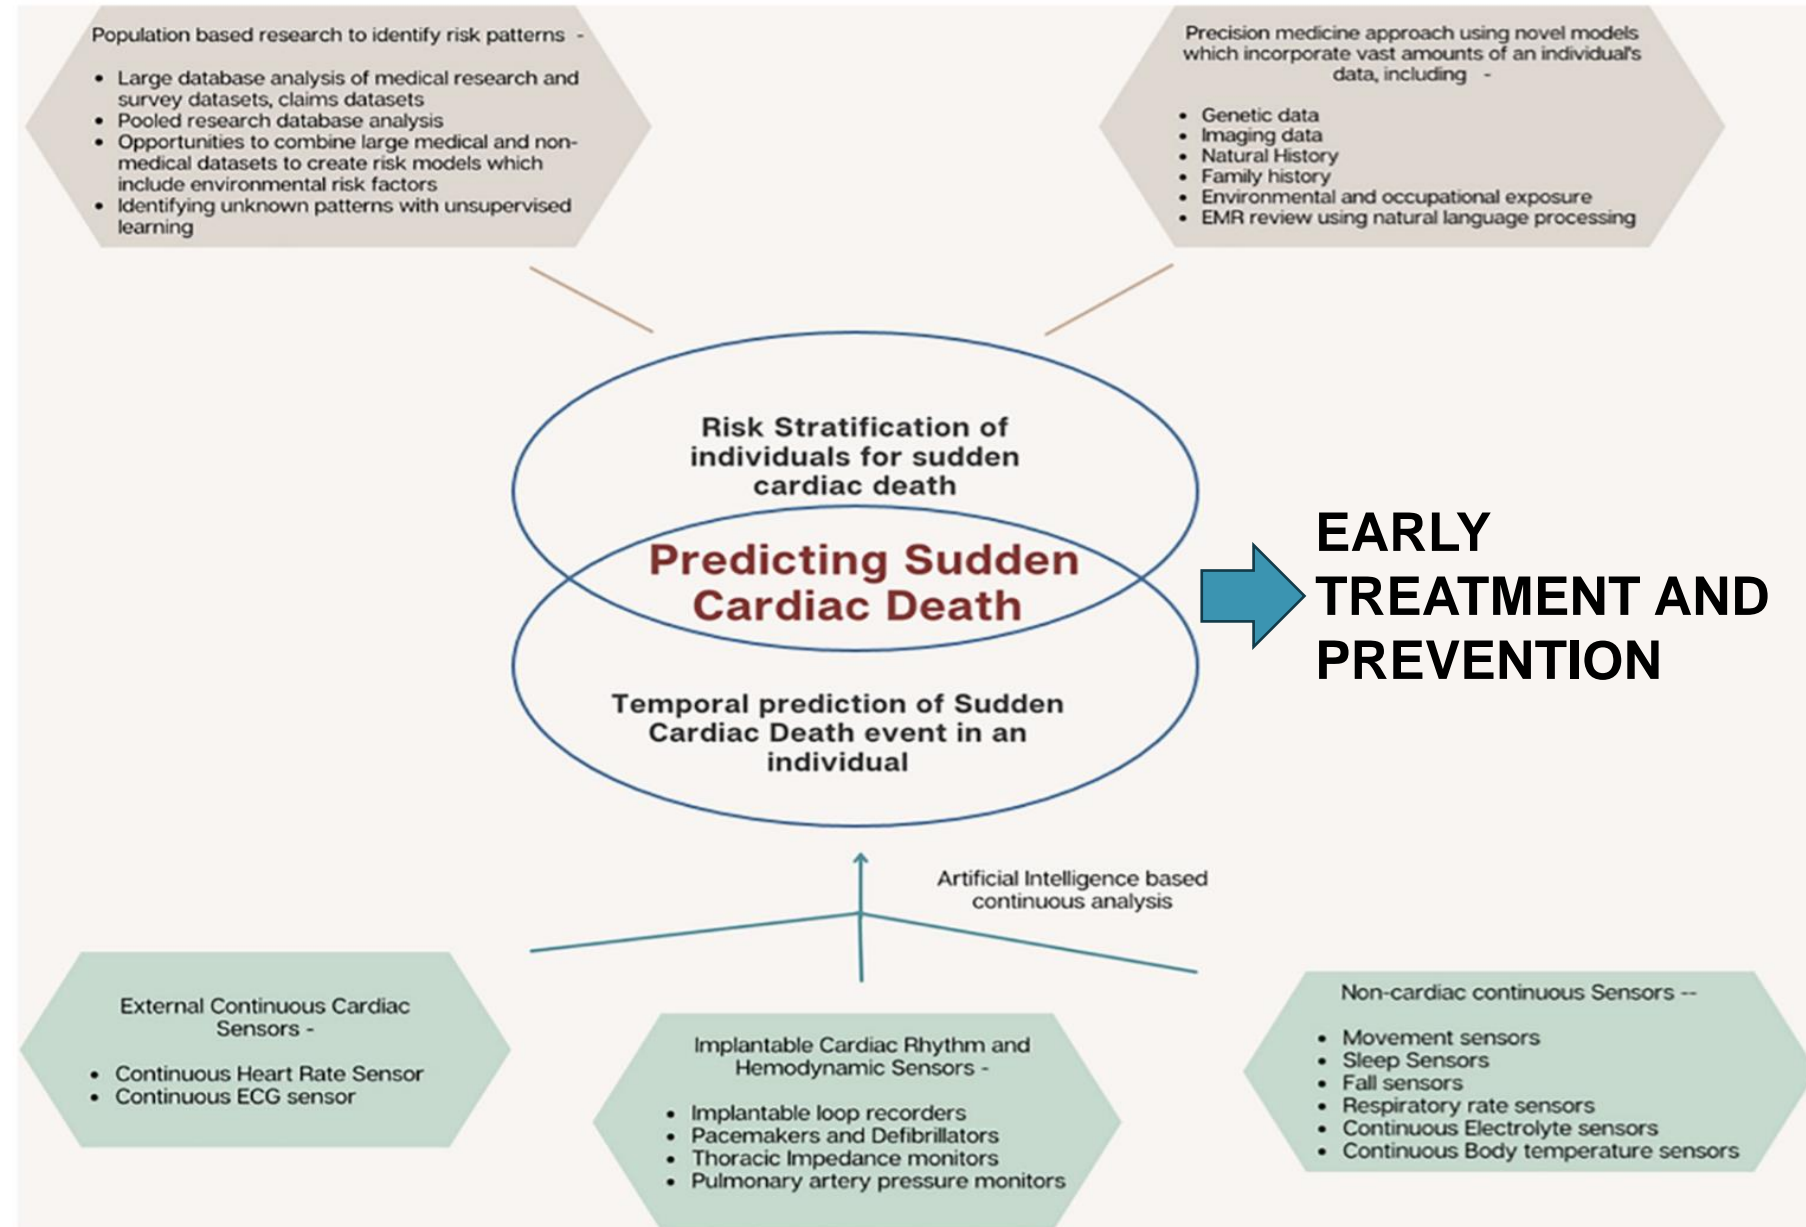 Population based research to identify risk patterns -
• Large database analysis of medical research and
survey datasets, claims datasets
• Pooled research database analysis
• Opportunities to combine large medical and non-
medical datasets to create risk models which
include environmental risk factors
• Identifying unknown patterns with unsupervised
learning
Precision medicine approach using novel models
which incorporate vast amounts of an individual's
data, including -
• Genetic data
• Imaging data
• Natural History
• Family history
• Environmental and occupational exposure
• EMR review using natural language processing
Risk Stratification of
individuals for sudden
cardiac death
Predicting Sudden
Cardiac Death
Temporal prediction of Sudden
Cardiac Death event in an
individual
EARLY
TREATMENT AND
PREVENTION
Artificial Intelligence based
continuous analysis
External Continuous Cardiac
Sensors -
• Continuous Heart Rate Sensor
• Continuous ECG sensor
Implantable Cardiac Rhythm and
Hemodynamic Sensors -
• Implantable loop recorders
• Pacemakers and Defibrillators
• Thoracic Impedance monitors
• Pulmonary artery pressure monitors
Non-cardiac continuous Sensors --
• Movement sensors
• Sleep Sensors
• Fall sensors
• Respiratory rate sensors
• Continuous Electrolyte sensors
• Continuous Body temperature sensors